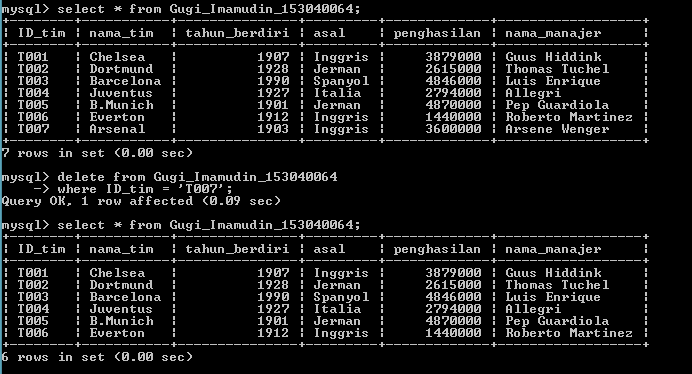 mysql> select * from Gugi_Imamudin_153040064;
+--------+-----------+---------------+---------+-------------+------------------+
¦ ID_tim ¦ nama_tim  ¦ tahun_berdiri ¦ asal    ¦ penghasilan ¦ nama_manajer     ¦
+--------+-----------+---------------+---------+-------------+------------------+
¦ T001   ¦ Chelsea   ¦          1907 ¦ Inggris ¦     3879000 ¦ Guus Hiddink     ¦
¦ T002   ¦ Dortmund  ¦          1928 ¦ Jerman  ¦     2615000 ¦ Thomas Tuchel    ¦
¦ T003   ¦ Barcelona ¦          1990 ¦ Spanyol ¦     4846000 ¦ Luis Enrique     ¦
¦ T004   ¦ Juventus  ¦          1927 ¦ Italia  ¦     2794000 ¦ Allegri          ¦
¦ T005   ¦ B.Munich  ¦          1901 ¦ Jerman  ¦     4870000 ¦ Pep Guardiola    ¦
¦ T006   ¦ Everton   ¦          1912 ¦ Inggris ¦     1440000 ¦ Roberto Martinez ¦
¦ T007   ¦ Arsenal   ¦          1903 ¦ Inggris ¦     3600000 ¦ Arsene Wenger    ¦
+--------+-----------+---------------+---------+-------------+------------------+
7 rows in set (0.00 sec)
mysql> delete from Gugi_Imamudin_153040064
    -> where ID_tim = 'T007';
Query OK, 1 row affected (0.09 sec)
mysql> select * from Gugi_Imamudin_153040064;
+--------+-----------+---------------+---------+-------------+------------------+
¦ ID_tim ¦ nama_tim  ¦ tahun_berdiri ¦ asal    ¦ penghasilan ¦ nama_manajer     ¦
+--------+-----------+---------------+---------+-------------+------------------+
¦ T001   ¦ Chelsea   ¦          1907 ¦ Inggris ¦     3879000 ¦ Guus Hiddink     ¦
¦ T002   ¦ Dortmund  ¦          1928 ¦ Jerman  ¦     2615000 ¦ Thomas Tuchel    ¦
¦ T003   ¦ Barcelona ¦          1990 ¦ Spanyol ¦     4846000 ¦ Luis Enrique     ¦
¦ T004   ¦ Juventus  ¦          1927 ¦ Italia  ¦     2794000 ¦ Allegri          ¦
¦ T005   ¦ B.Munich  ¦          1901 ¦ Jerman  ¦     4870000 ¦ Pep Guardiola    ¦
¦ T006   ¦ Everton   ¦          1912 ¦ Inggris ¦     1440000 ¦ Roberto Martinez ¦
+--------+-----------+---------------+---------+-------------+------------------+
6 rows in set (0.00 sec)